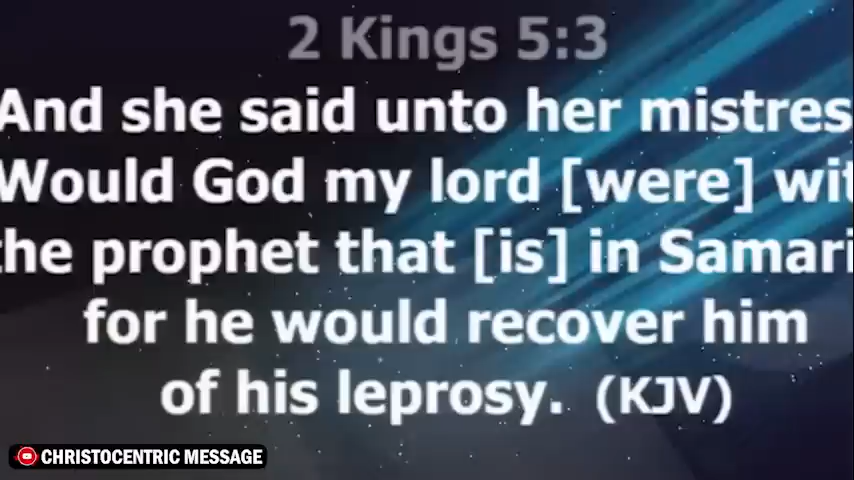 2 Kings 5:3
And she said unto her mistres
Would God my lord [were] wit
the prophet that [is] in Samari
for he would recover him
of his leprosy. (KJV)
CHRISTOCENTRIC MESSAGE